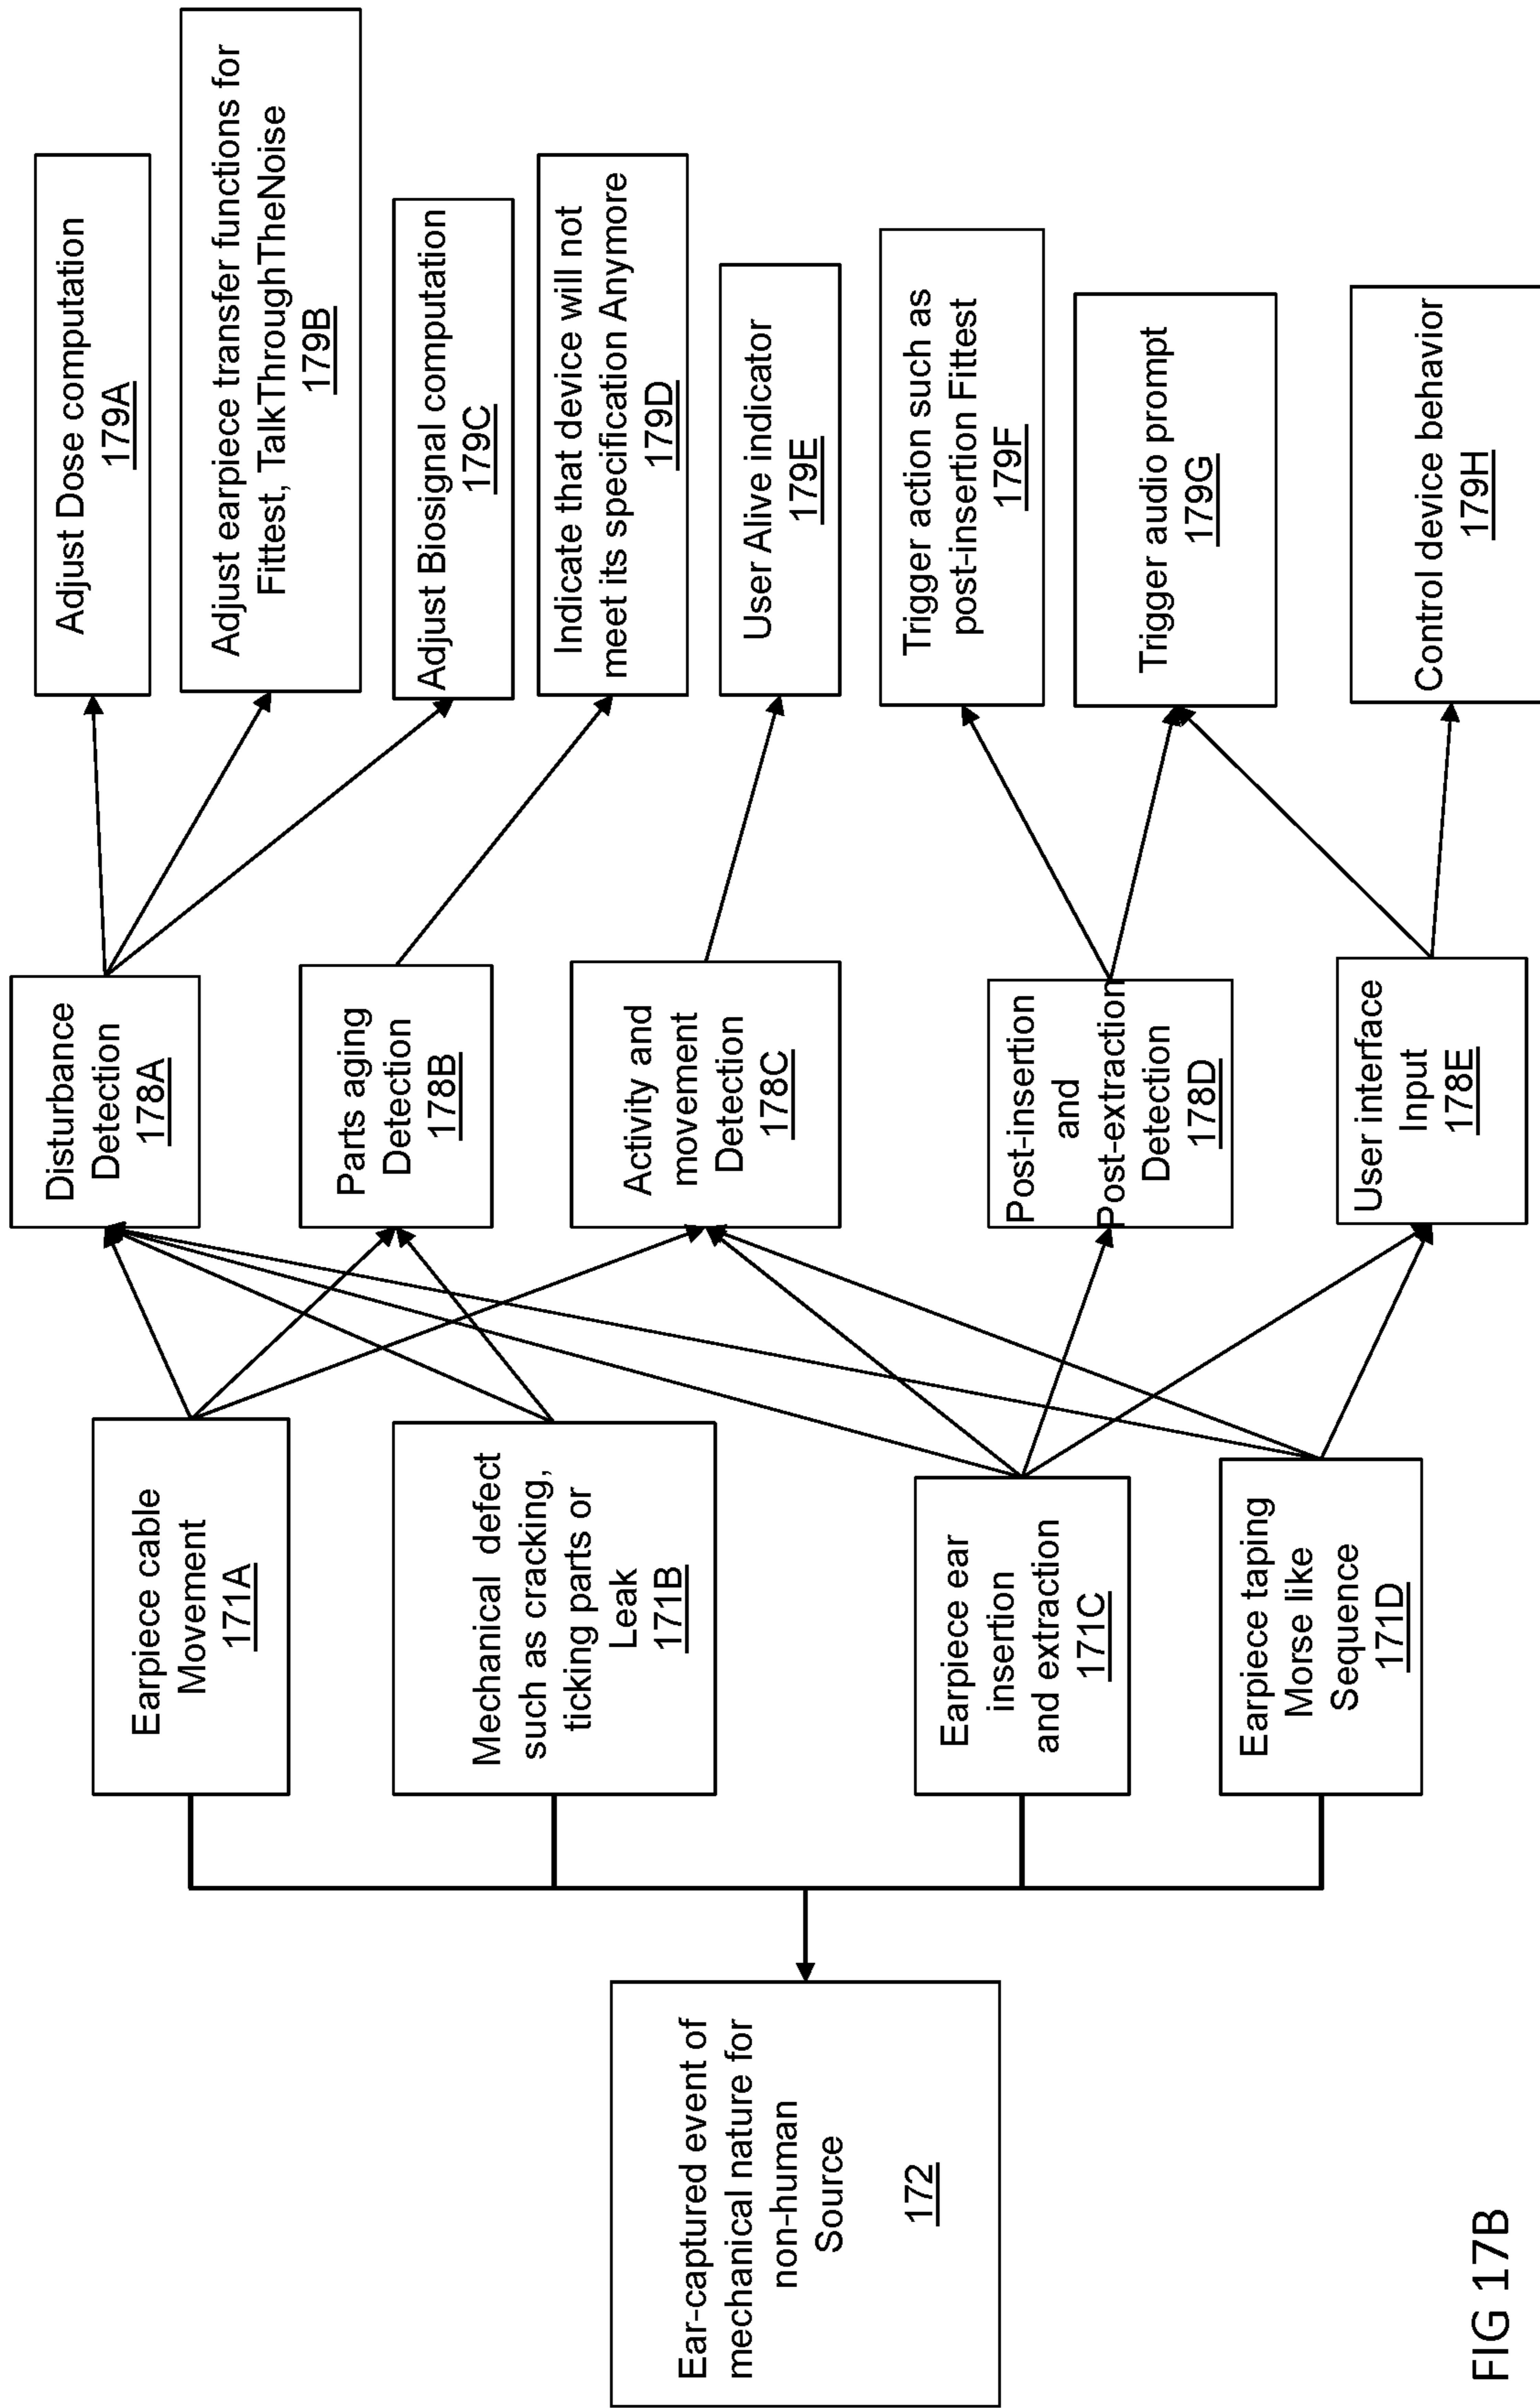 Ear-captured event of
mechanical nature for
non-human
Source
172
Earpiece cable
Movement
171A
Mechanical defect
such as cracking,
ticking parts or
Leak
171B
Earpiece ear
insertion
and extraction
171C
Earpiece taping
Morse like
Sequence
171D
Disturbance
Detection
178A
Parts aging
Detection
178B
Activity and
movement
Detection
178C
Post-insertion
and
Post-extraction
Detection
178D
User interface
Input
178E
Adjust Dose computation
179A
Adjust earpiece transfer functions for
Fittest, TalkThroughTheNoise
179B
Adjust Biosignal computation
179C
Indicate that device will not
meet its specification Anymore
179D
User Alive indicator
179E
Trigger action such as
post-insertion Fittest
179F
Trigger audio prompt
179G
Control device behavior
179H
FIG 17B